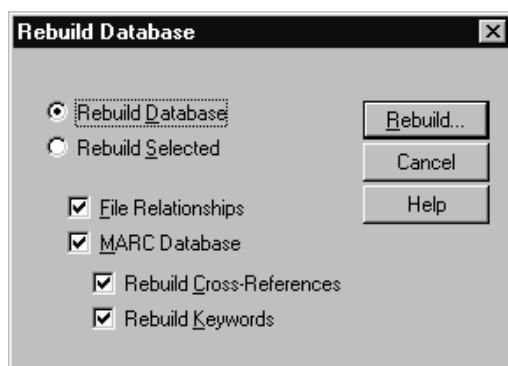 Rebuild Database
Rebuild Database
Rebuild...
Rebuild Selected
Cancel
File Relationships
Help
MARC Database
Rebuild Cross-References
Rebuild Keywords